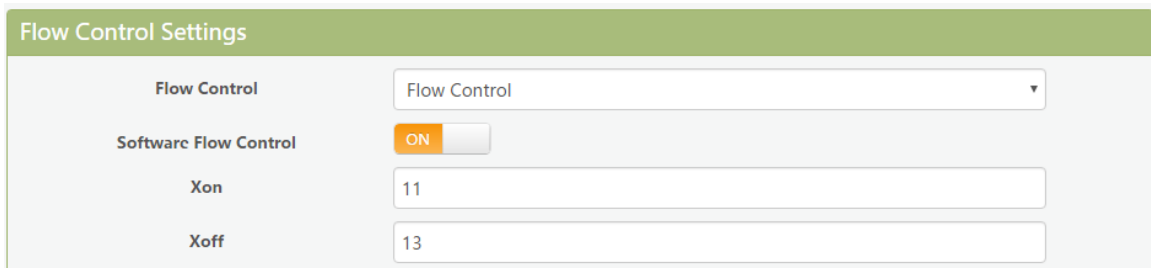 Flow Control Settings
Flow Control Flow Control
Software Flow Control ON
Xon 11
Xoff 13